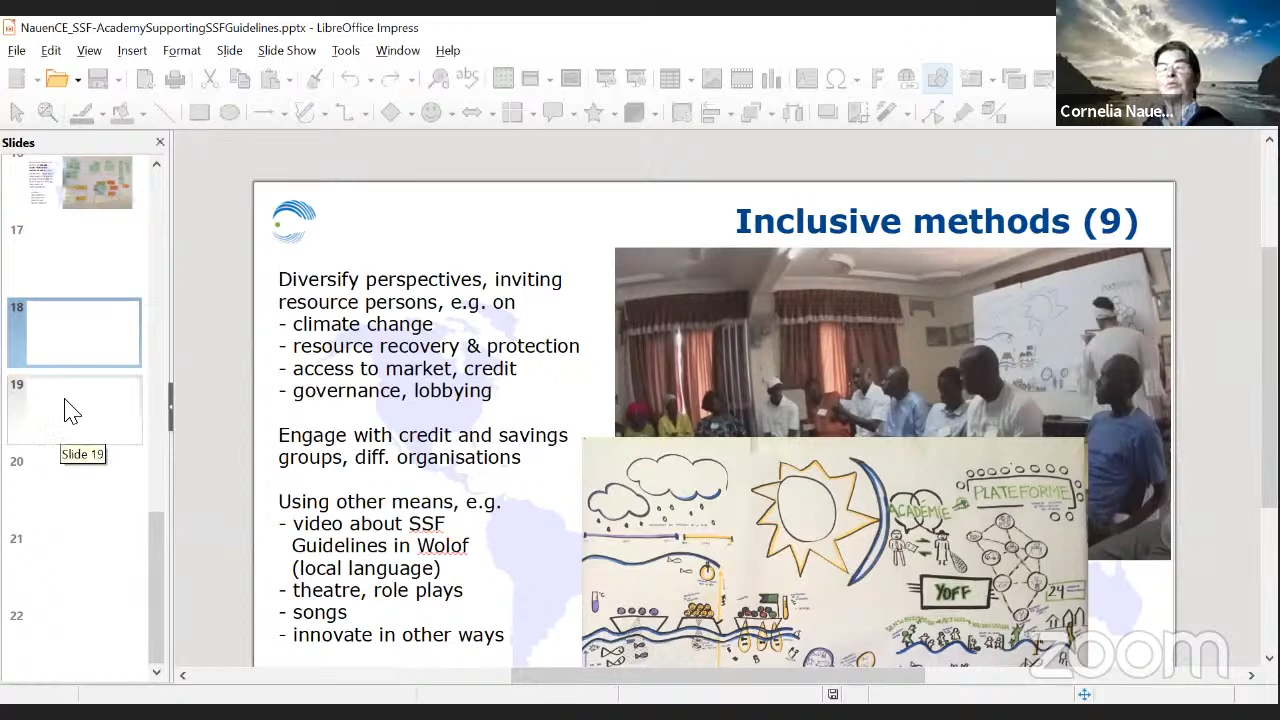 NauenCE_SSF-AcademySupportingSSFGuidelines.pptx - LibreOffice Impress
File Edit View Insert Format Slide Slide Show Tools Window Help
Cornelia Naue...
Slides
17
18
19
Slide 19
20
21
22
Inclusive methods (9)
Diversify perspectives, inviting
resource persons, e.g. on
- climate change
- resource recovery & protection
- access to market, credit
- governance, lobbying
Engage with credit and savings
groups, diff. organisations
Using other means, e.g.
- video about SSF
Guidelines in Wolof
(local language)
- theatre, role plays
- songs
- innovate in other ways
ACADEMIE
PLATEFORME
YOFF
24
zoom